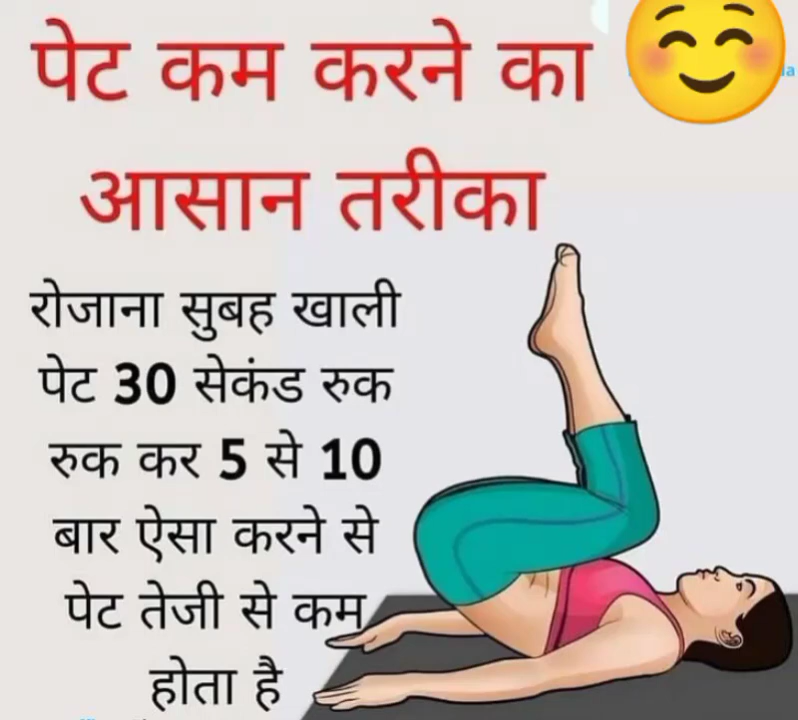 पेट कम करने का
आसान तरीका
रोजाना सुबह खाली
पेट 30 सेकंड रुक
रुक कर 5 से 10
बार ऐसा करने से
पेट तेजी से कम
होता है